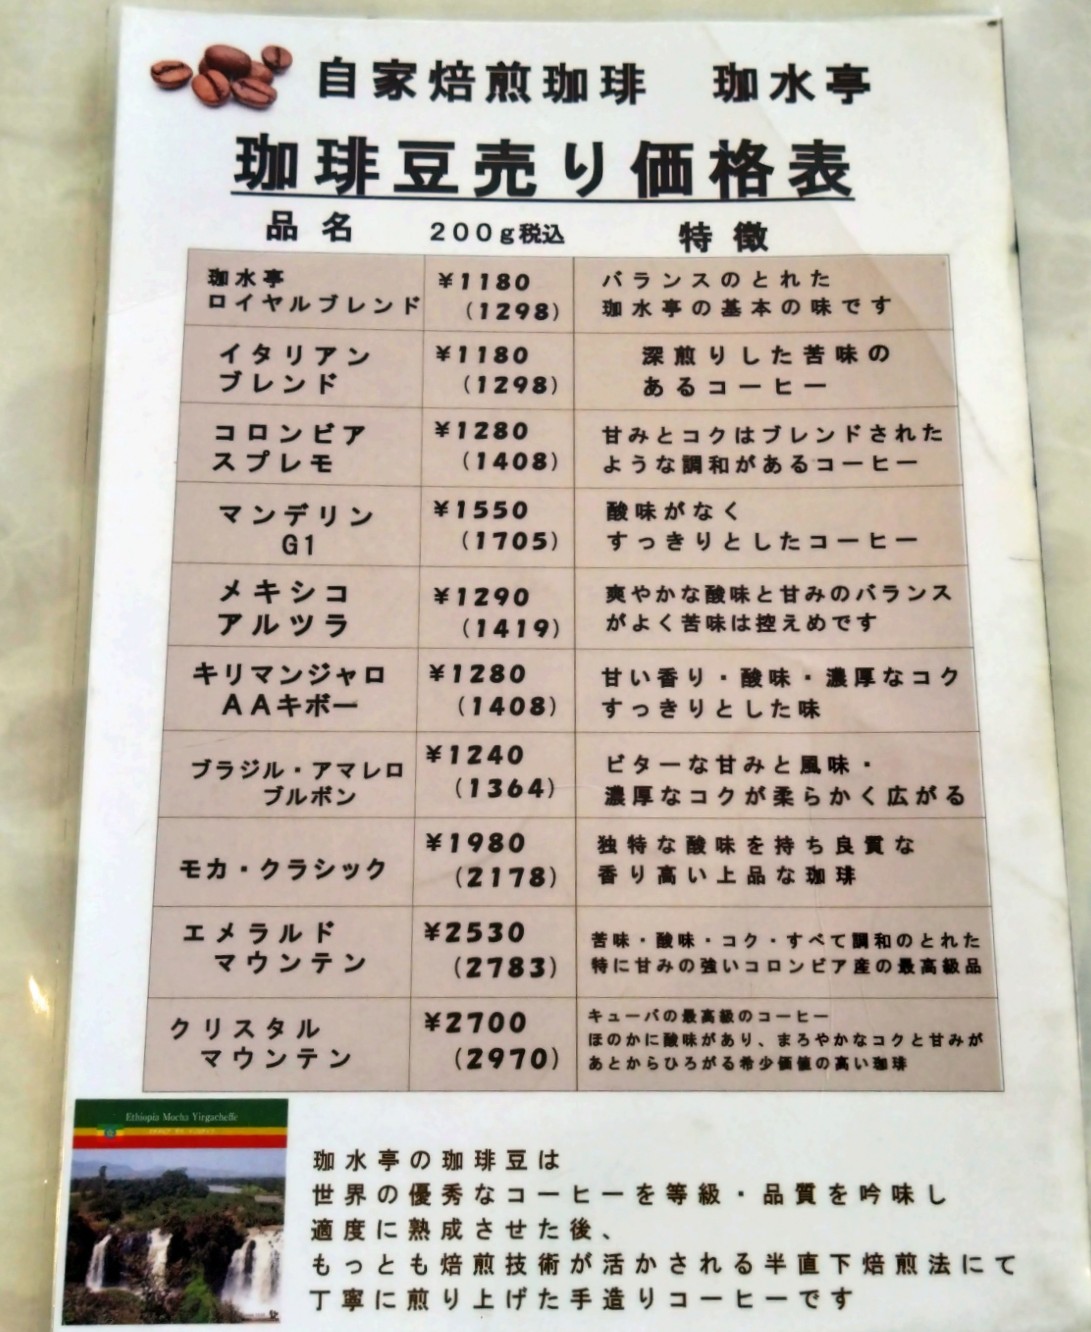 自家焙煎珈琲　珈水亭
珈琲豆売り価格表
品名　200g税込　特徴
珈水亭
ロイヤルブレンド
¥1180
(1298)
バランスのとれた
珈水亭の基本の味です
イタリアン
ブレンド
¥1180
(1298)
深煎りした苦味の
あるコーヒー
コロンビア
スプレモ
¥1280
(1408)
甘みとコクはブレンドされた
ような調和があるコーヒー
マンデリン
G1
¥1550
(1705)
酸味がなく
すっきりとしたコーヒー
メキシコ
アルツラ
¥1290
(1419)
爽やかな酸味と甘みのバランス
がよく苦味は控えめです
キリマンジャロ
AAキボー
¥1280
(1408)
甘い香り・酸味・濃厚なコク
すっきりとした味
ブラジル・アマレロ
ブルボン
¥1240
(1364)
ビターな甘みと風味・
濃厚なコクが柔らかく広がる
モカ・クラシック
¥1980
(2178)
独特な酸味を持ち良質な
香り高い上品な珈琲
エメラルド
マウンテン
¥2530
(2783)
苦味・酸味・コク・すべて調和のとれた
特に甘みの強いコロンビア産の最高級品
クリスタル
マウンテン
¥2700
(2970)
キューバの最高級のコーヒー
ほのかに酸味があり、まろやかなコクと甘みが
あとからひろがる希少価値の高い珈琲
Ethiopia Mocha Yirgacheffe
珈水亭の珈琲豆は
世界の優秀なコーヒーを等級・品質を吟味し
適度に熟成させた後、
もっとも焙煎技術が活かされる半直下焙煎法にて
丁寧に煎り上げた手造りコーヒーです